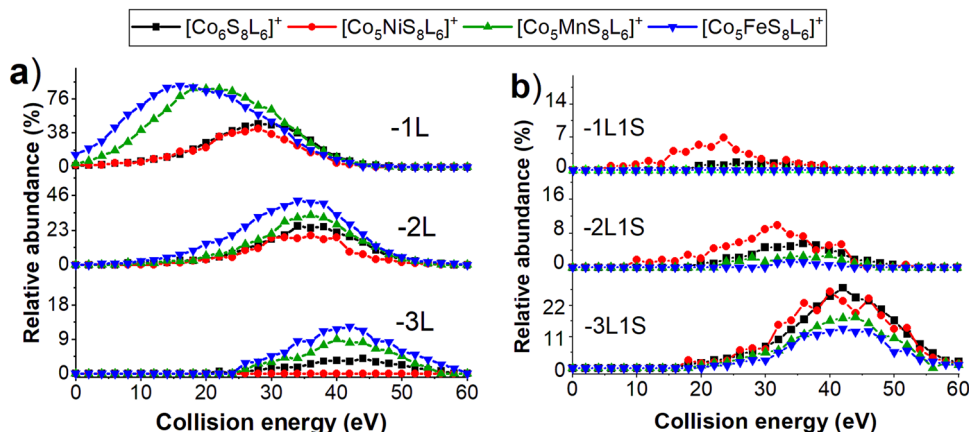 [Co₆S₈L₆]⁺ [Co₅NiS₈L₆]⁺ [Co₅MnS₈L₆]⁺ [Co₅FeS₈L₆]⁺
a)
Relative abundance (%)
76
38
0
-1L
46
23
0
-2L
18
9
0
-3L
0 10 20 30 40 50 60
Collision energy (eV)
b)
Relative abundance (%)
14
7
0
-1L1S
16
8
0
-2L1S
22
11
0
-3L1S
0 10 20 30 40 50 60
Collision energy (eV)